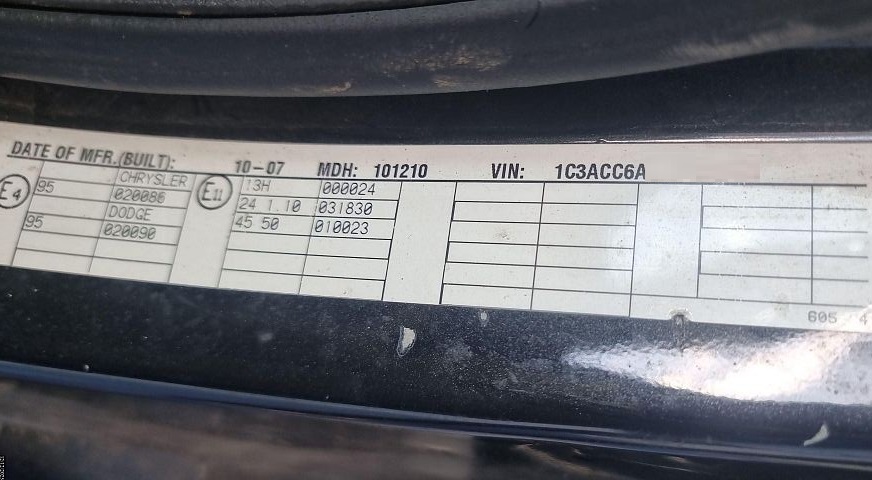 DATE OF MFR.(BUILT): 10-07 MDH: 101210 VIN: 1C3ACC6A
E4 95 CHRYSLER E11 13H 000024
020086 24 1.10 031830
95 DODGE 45 50 010023
020090
605 4